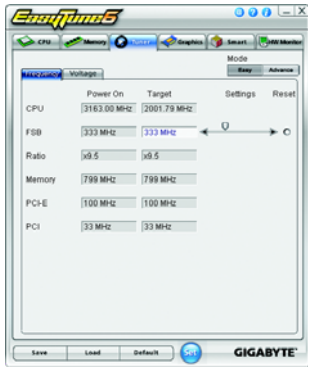 EasyTune6
CPU Memory Tuner Graphics Smart HW Monitor
Mode
Easy Advance
Frequency Voltage
Power On Target Settings Reset
CPU 3163.00 MHz 2001.79 MHz
FSB 333 MHz 333 MHz
Ratio x9.5 x9.5
Memory 799 MHz 799 MHz
PCI-E 100 MHz 100 MHz
PCI 33 MHz 33 MHz
Save Load Default Set GIGABYTE